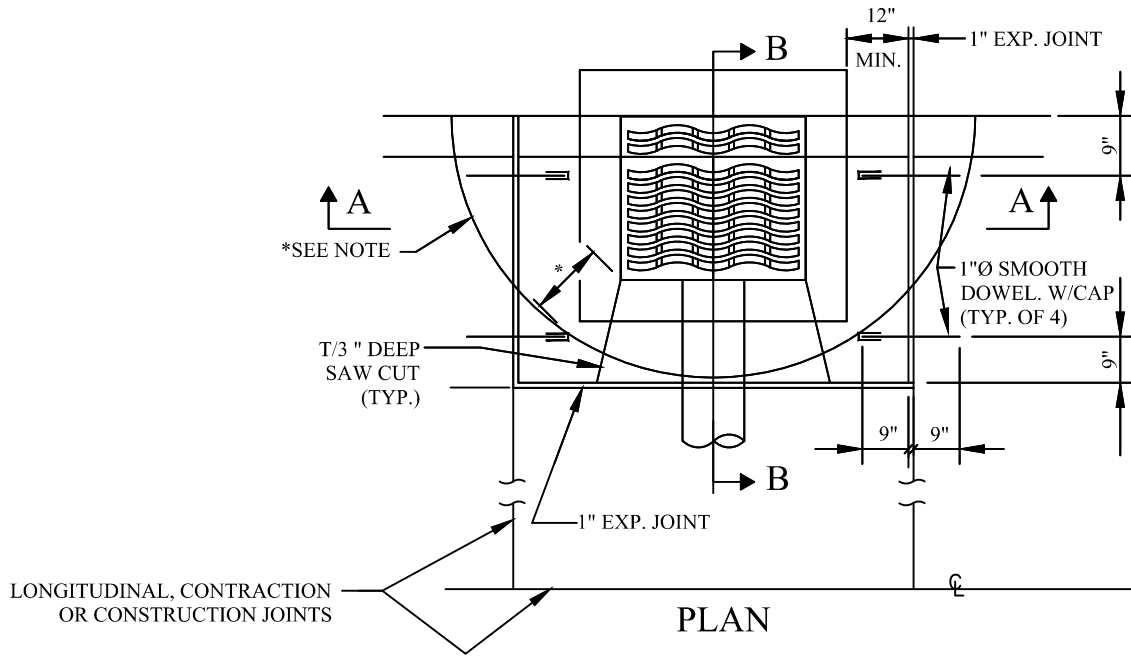 12"
MIN.
1" EXP. JOINT
B
9"
A
A
*SEE NOTE
*
1"Ø SMOOTH
DOWEL. W/CAP
(TYP. OF 4)
T/3 " DEEP
SAW CUT
(TYP.)
9"
9"
9"
B
1" EXP. JOINT
LONGITUDINAL, CONTRACTION
OR CONSTRUCTION JOINTS
℄
PLAN